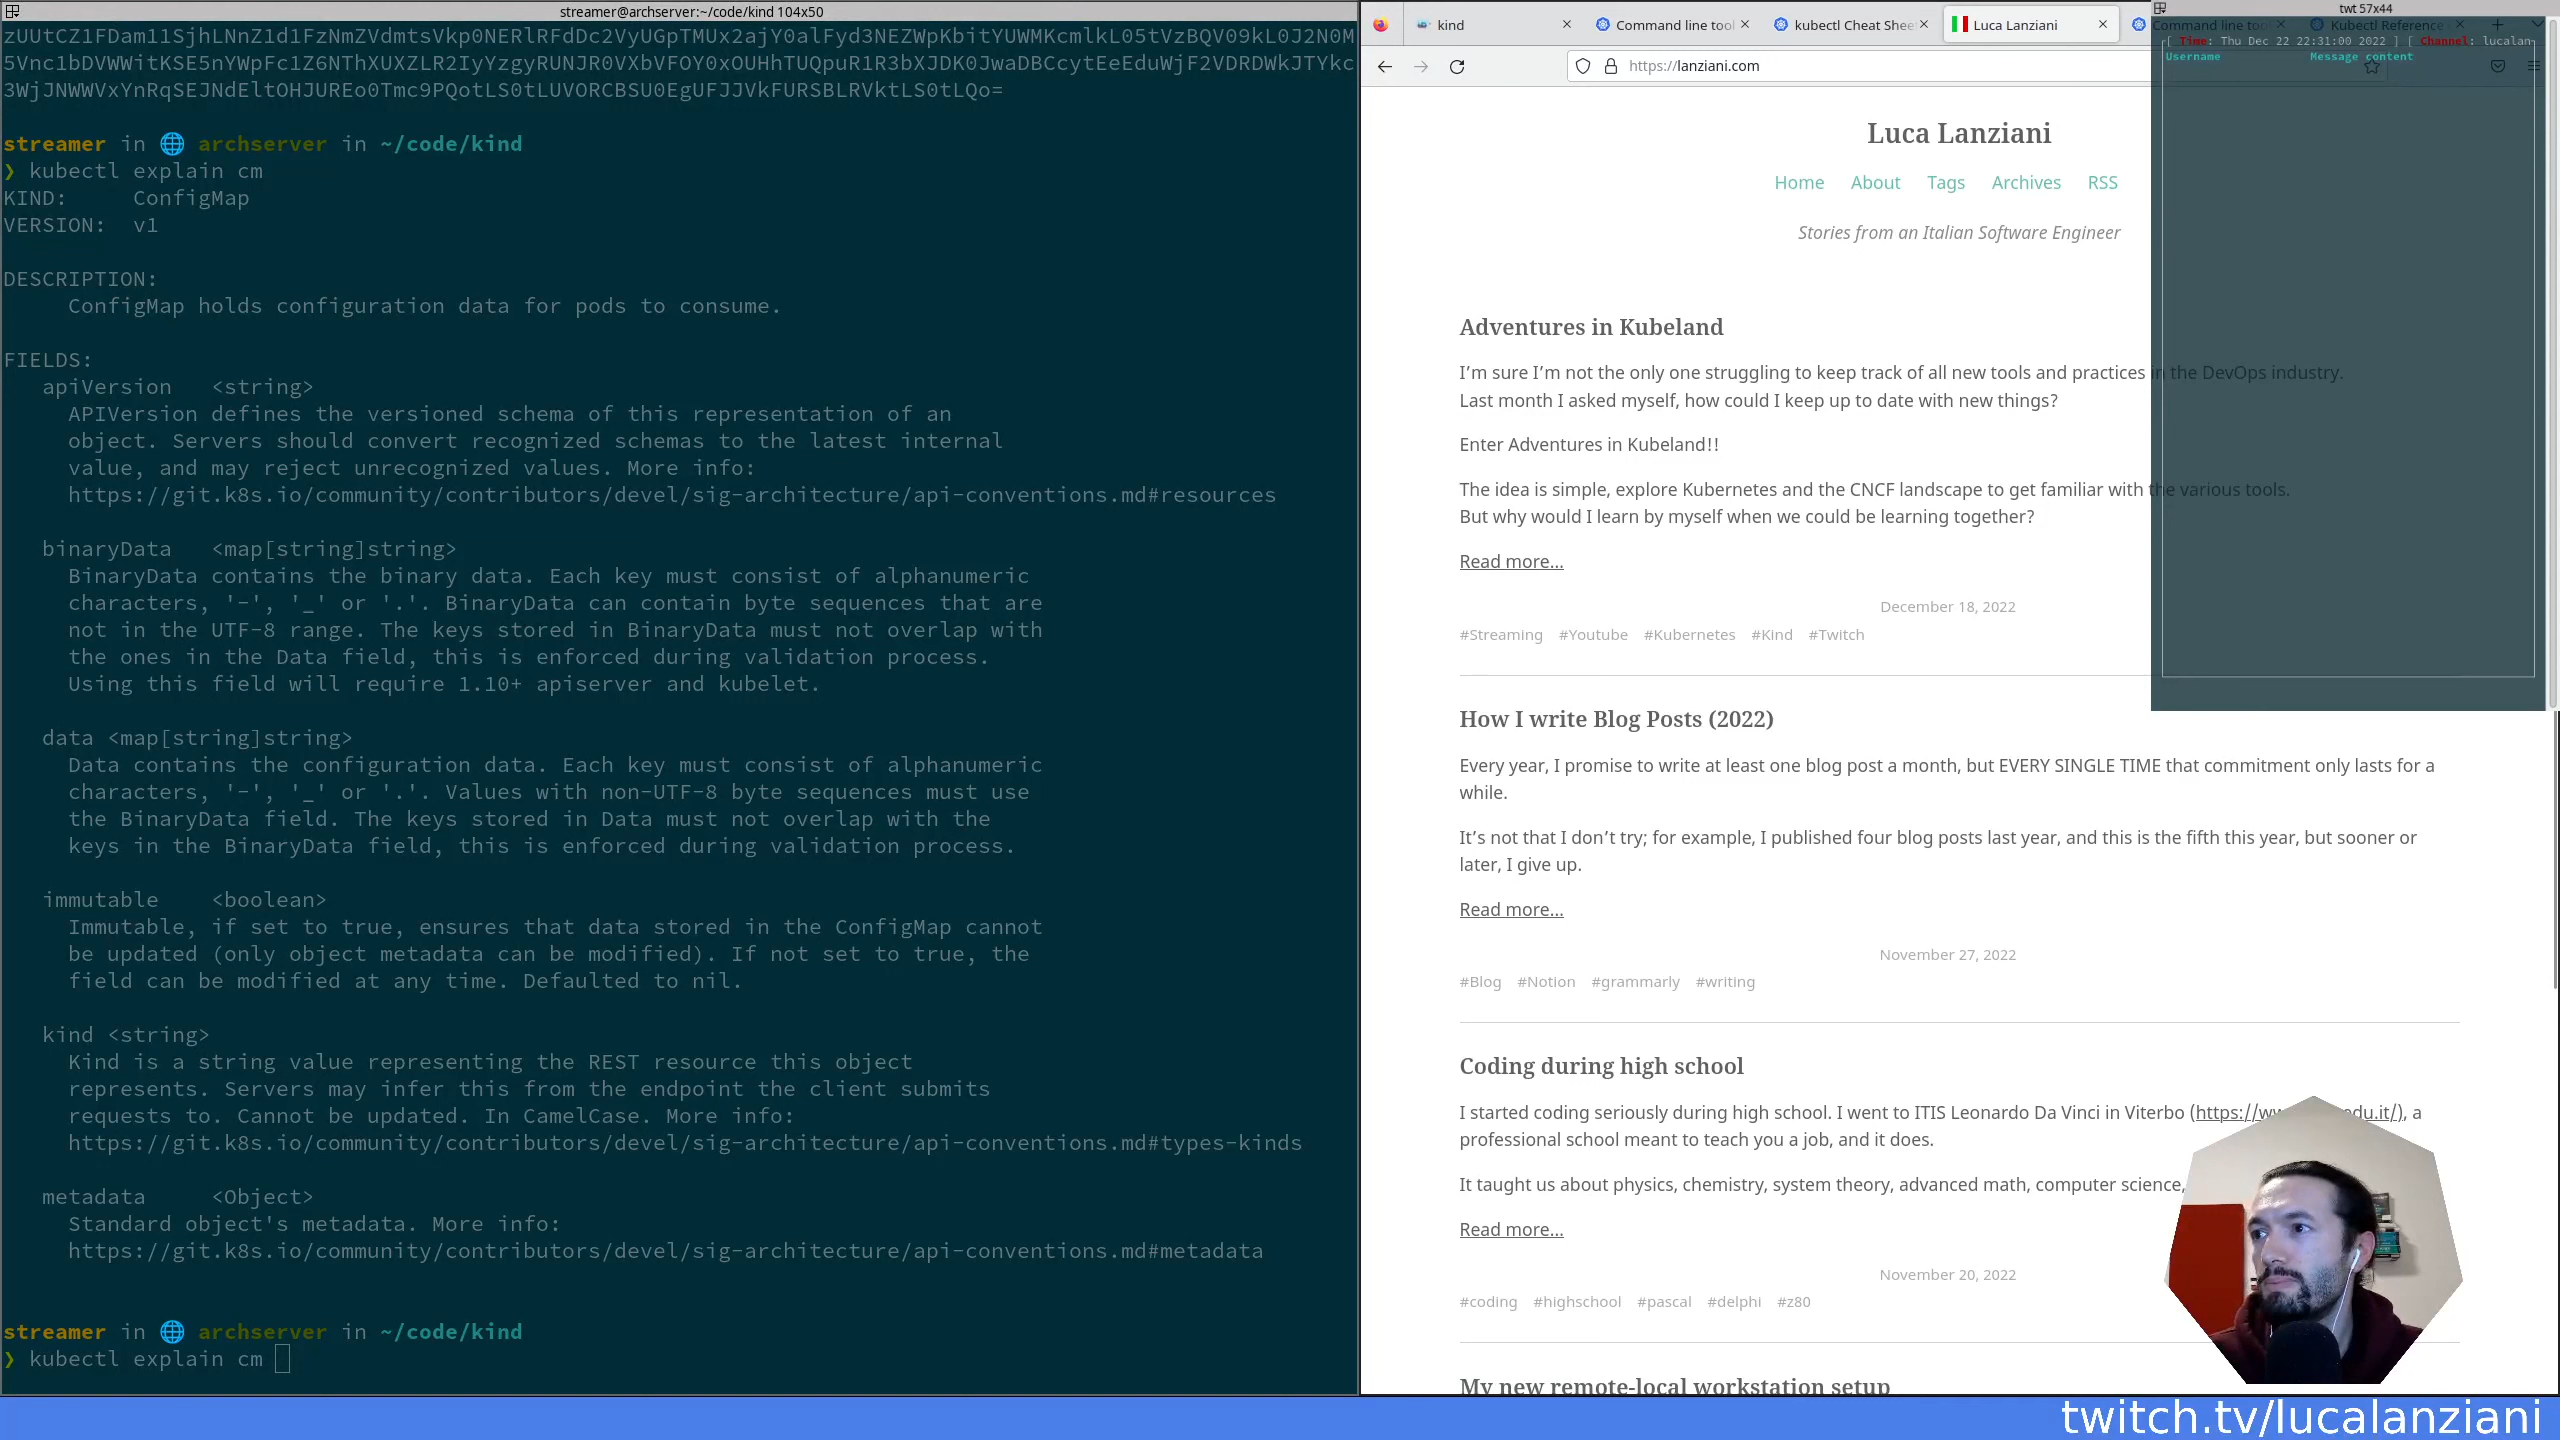 streamer@archserver:~/code/kind 104x50
5Vnc1bDVWWitKSE5nYWpFc1Z6NThXUXZLR2IyYzgyRUNJR0VXbVFOY0xOUHhTUQpuR1R3bXJDK0JwaDBCcytEeEduWjF2VDRDWkJTYkc
3WjJNWWVxYnRqSEJNdEltOHJUREo0Tmc9PQotLS0tLUVORCBSU0EgUFJJVkFURSBLRVktLS0tLQo=
streamer in 🌐 archserver in ~/code/kind
❯ kubectl explain cm
KIND:     ConfigMap
VERSION:  v1
DESCRIPTION:
ConfigMap holds configuration data for pods to consume.
FIELDS:
apiVersion   <string>
APIVersion defines the versioned schema of this representation of an
object. Servers should convert recognized schemas to the latest internal
value, and may reject unrecognized values. More info:
https://git.k8s.io/community/contributors/devel/sig-architecture/api-conventions.md#resources
binaryData   <map[string]string>
BinaryData contains the binary data. Each key must consist of alphanumeric
characters, '-', '_' or '.'. BinaryData can contain byte sequences that are
not in the UTF-8 range. The keys stored in BinaryData must not overlap with
the ones in the Data field, this is enforced during validation process.
Using this field will require 1.10+ apiserver and kubelet.
data <map[string]string>
Data contains the configuration data. Each key must consist of alphanumeric
characters, '-', '_' or '.'. Values with non-UTF-8 byte sequences must use
the BinaryData field. The keys stored in Data must not overlap with the
keys in the BinaryData field, this is enforced during validation process.
immutable    <boolean>
Immutable, if set to true, ensures that data stored in the ConfigMap cannot
be updated (only object metadata can be modified). If not set to true, the
field can be modified at any time. Defaulted to nil.
kind <string>
Kind is a string value representing the REST resource this object
represents. Servers may infer this from the endpoint the client submits
requests to. Cannot be updated. In CamelCase. More info:
https://git.k8s.io/community/contributors/devel/sig-architecture/api-conventions.md#types-kinds
metadata     <Object>
Standard object's metadata. More info:
https://git.k8s.io/community/contributors/devel/sig-architecture/api-conventions.md#metadata
streamer in 🌐 archserver in ~/code/kind
❯ kubectl explain cm
kind
Command line too
kubectl Cheat Shee
Luca Lanziani
Command line too
Kubectl Reference
https://lanziani.com
twt 57x44
[ Time: Thu Dec 22 22:31:00 2022 ] [ Channel: lucalan
Username
Message content
Luca Lanziani
Home About Tags Archives RSS
Stories from an Italian Software Engineer
Adventures in Kubeland
I’m sure I’m not the only one struggling to keep track of all new tools and practices in the DevOps industry.
Last month I asked myself, how could I keep up to date with new things?
Enter Adventures in Kubeland!!
The idea is simple, explore Kubernetes and the CNCF landscape to get familiar with the various tools.
But why would I learn by myself when we could be learning together?
Read more...
December 18, 2022
#Streaming #Youtube #Kubernetes #Kind #Twitch
How I write Blog Posts (2022)
Every year, I promise to write at least one blog post a month, but EVERY SINGLE TIME that commitment only lasts for a
while.
It’s not that I don’t try; for example, I published four blog posts last year, and this is the fifth this year, but sooner or
later, I give up.
Read more...
November 27, 2022
#Blog #Notion #grammarly #writing
Coding during high school
I started coding seriously during high school. I went to ITIS Leonardo Da Vinci in Viterbo (https://w du.it/), a
professional school meant to teach you a job, and it does.
It taught us about physics, chemistry, system theory, advanced math, computer science,
Read more...
November 20, 2022
#coding #highschool #pascal #delphi #z80
My new remote-local workstation setup
twitch.tv/lucalanziani